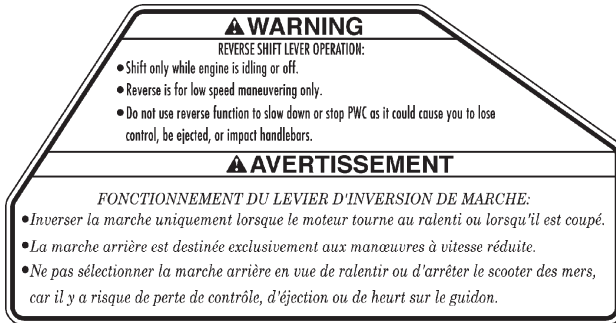 ⚠WARNING
REVERSE SHIFT LEVER OPERATION:
• Shift only while engine is idling or off.
• Reverse is for low speed maneuvering only.
• Do not use reverse function to slow down or stop PWC as it could cause you to lose
control, be ejected, or impact handlebars.
⚠AVERTISSEMENT
FONCTIONNEMENT DU LEVIER D'INVERSION DE MARCHE:
• Inverser la marche uniquement lorsque le moteur tourne au ralenti ou lorsqu'il est coupé.
• La marche arrière est destinée exclusivement aux manœuvres à vitesse réduite.
• Ne pas sélectionner la marche arrière en vue de ralentir ou d'arrêter le scooter des mers,
car il y a risque de perte de contrôle, d'éjection ou de heurt sur le guidon.